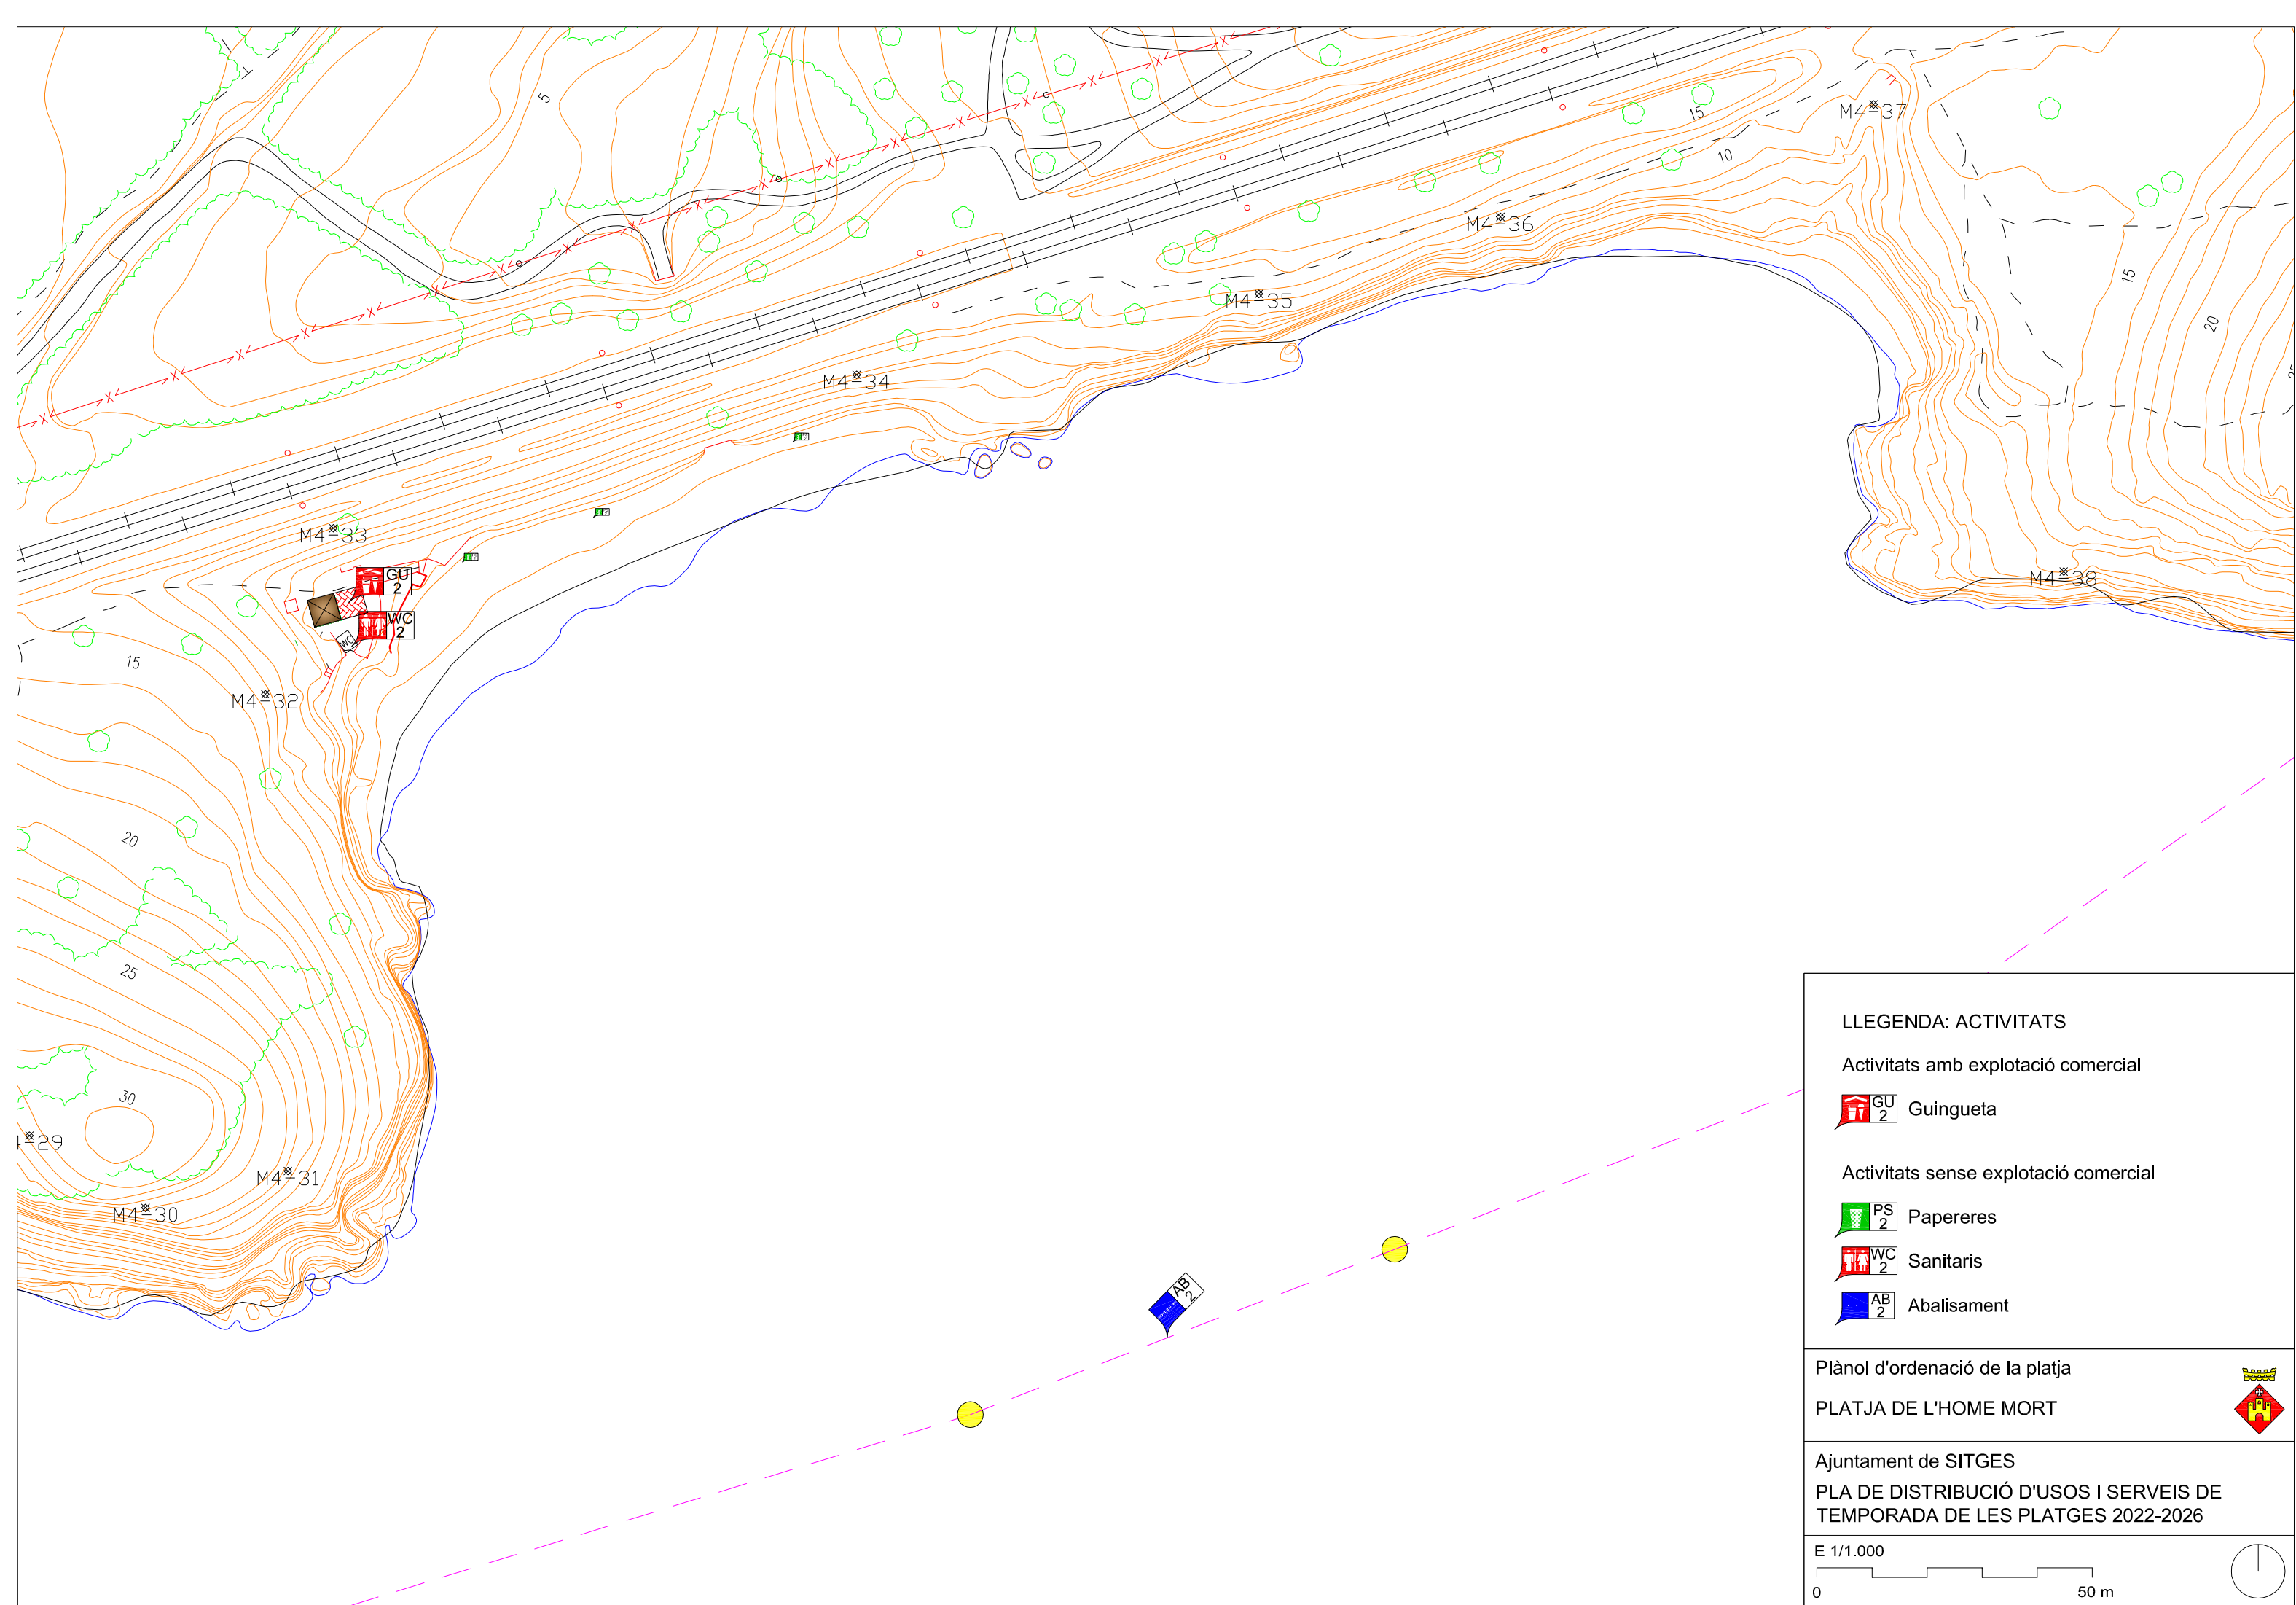 5
15
M4-37
10
M4-36
15
M4-35
20
M4-34
M4-33
GU
2
M4-38
WC
2
WC
15
M4-32
20
25
30
29
M4-31
M4-30
AB
2
LLEGENDA: ACTIVITATS
Activitats amb explotació comercial
GU
2 Guingueta
Activitats sense explotació comercial
PS
2 Papereres
WC
2 Sanitaris
AB
2 Abalisament
Plànol d'ordenació de la platja
PLATJA DE L'HOME MORT
Ajuntament de SITGES
PLA DE DISTRIBUCIÓ D'USOS I SERVEIS DE
TEMPORADA DE LES PLATGES 2022-2026
E 1/1.000
0 50 m